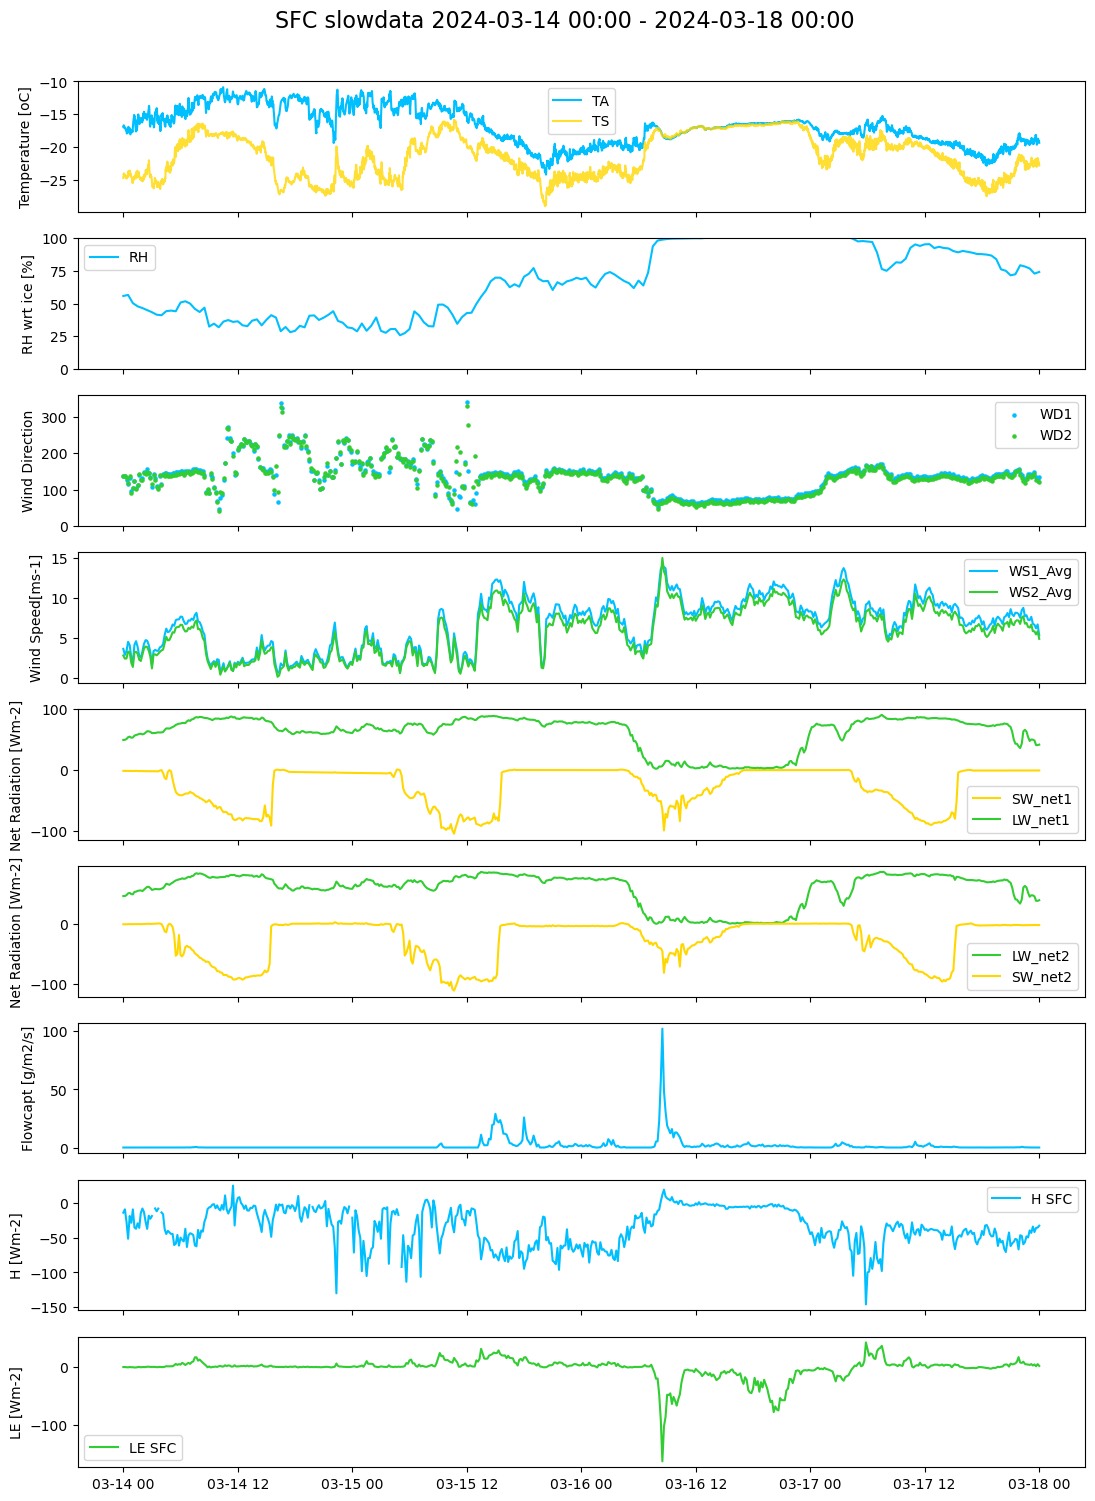 SFC slowdata 2024-03-14 00:00 - 2024-03-18 00:00
Temperature [oC]
−10
−15
−20
−25
TA
TS
RH wrt ice [%]
100
75
50
25
0
RH
Wind Direction
300
200
100
0
WD1
WD2
Wind Speed[ms-1]
15
10
5
0
WS1_Avg
WS2_Avg
Net Radiation [Wm-2]
100
0
−100
SW_net1
LW_net1
Net Radiation [Wm-2]
0
−100
LW_net2
SW_net2
Flowcapt [g/m2/s]
100
50
0
H [Wm-2]
0
−50
−100
−150
H SFC
LE [Wm-2]
0
−100
LE SFC
03-14 00 03-14 12 03-15 00 03-15 12 03-16 00 03-16 12 03-17 00 03-17 12 03-18 00